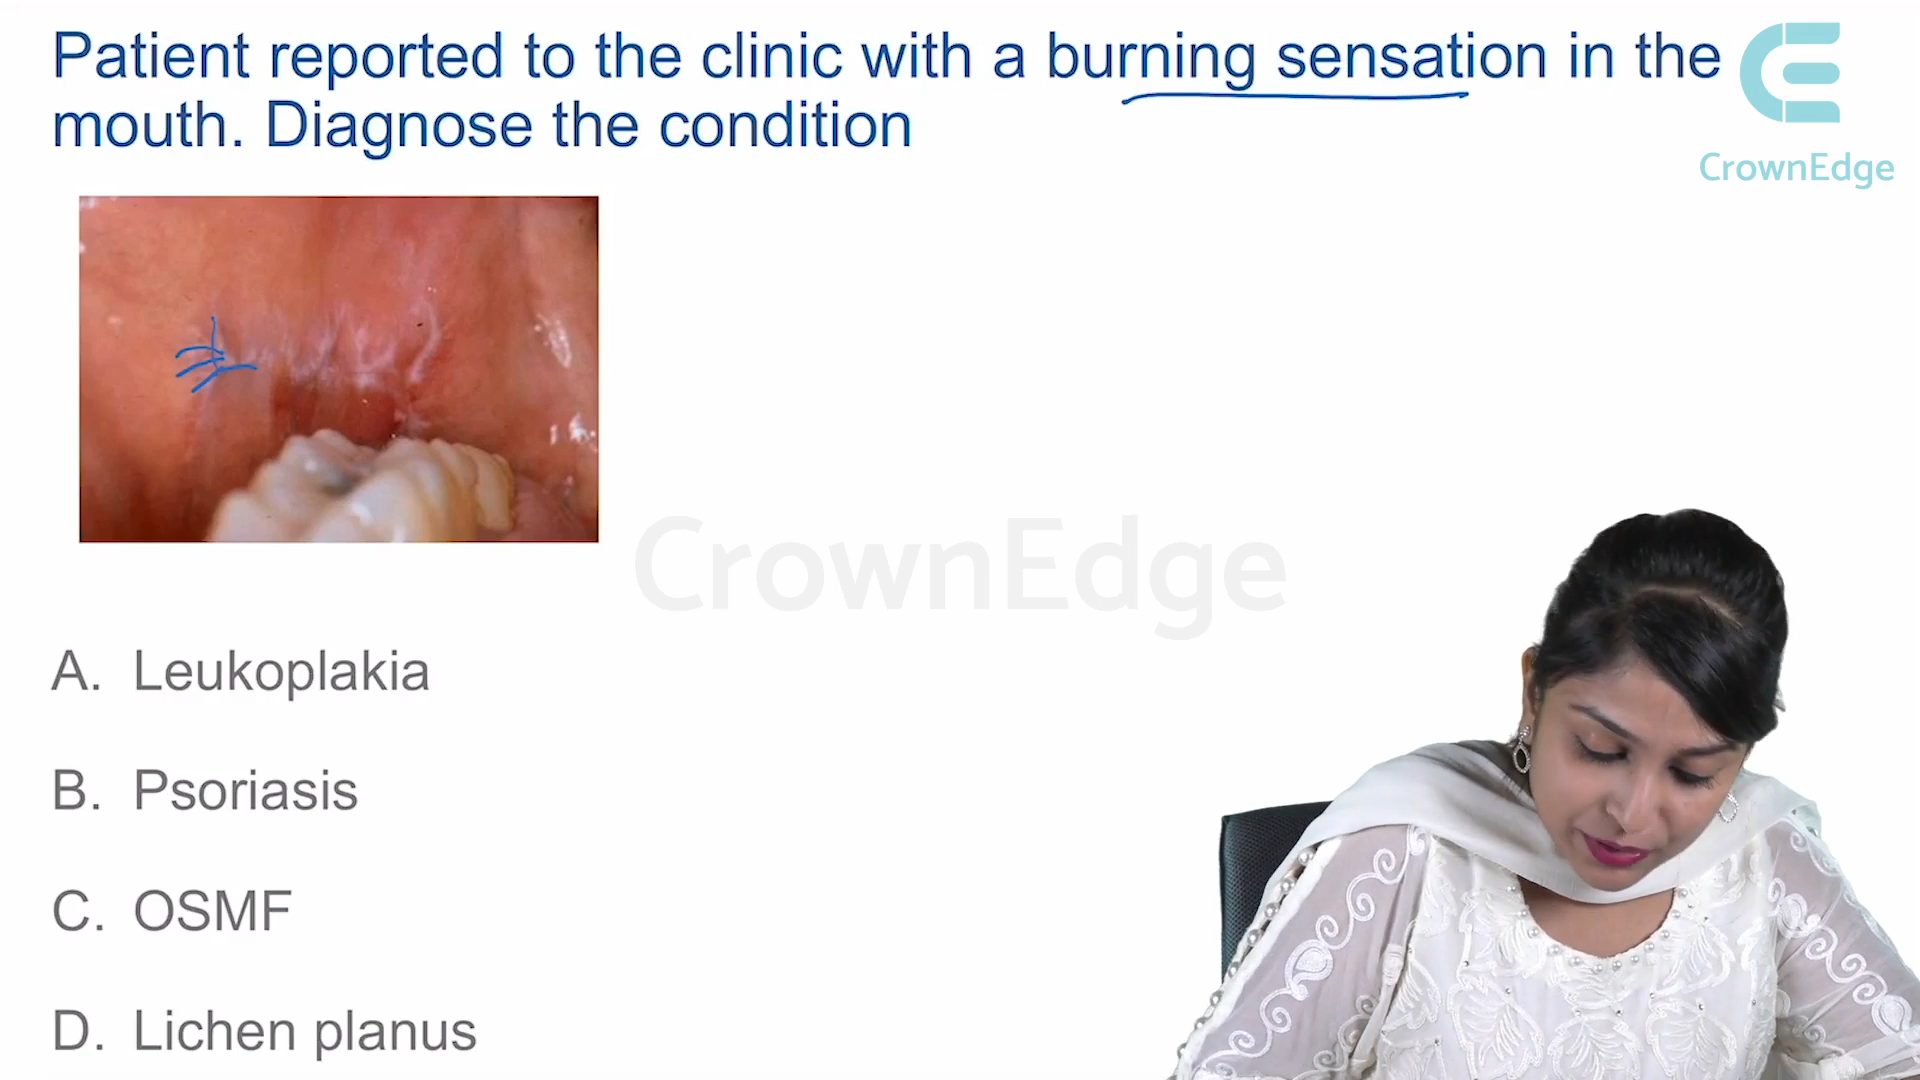 Patient reported to the clinic with a burning sensation in the
mouth. Diagnose the condition
CrownEdge
CrownEdge
A. Leukoplakia
B. Psoriasis
C. OSMF
D. Lichen planus